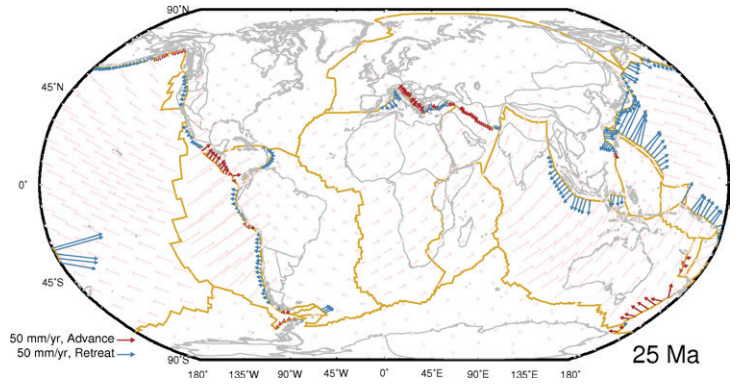 90˚N
45˚N
0˚
45˚S
90˚S
50 mm/yr, Advance
50 mm/yr, Retreat
25 Ma
180˚ 135˚W 90˚W 45˚W 0˚ 45˚E 90˚E 135˚E 180˚